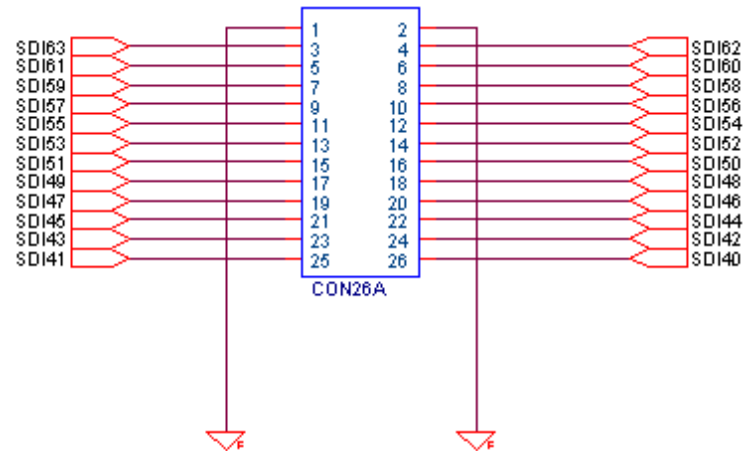 1 2
SDI63 3 4 SDI62
SDI61 5 6 SDI60
SDI59 7 8 SDI58
SDI57 9 10 SDI56
SDI55 11 12 SDI54
SDI53 13 14 SDI52
SDI51 15 16 SDI50
SDI49 17 18 SDI48
SDI47 19 20 SDI46
SDI45 21 22 SDI44
SDI43 23 24 SDI42
SDI41 25 26 SDI40
CON26A
F F